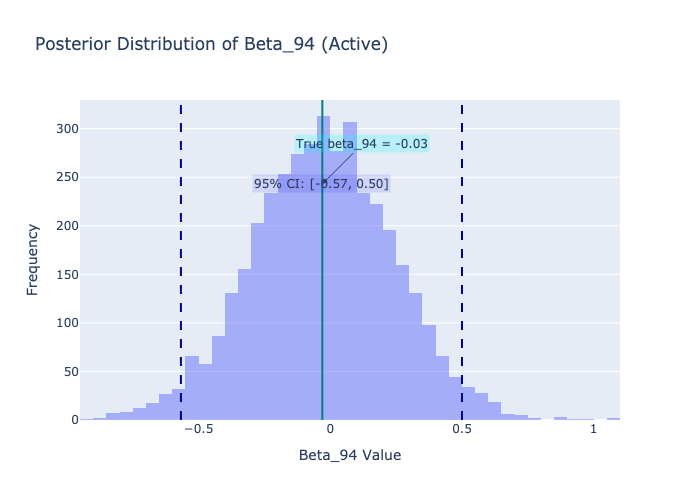 Posterior Distribution of Beta_94 (Active)
300
250
200
150
100
50
0
Frequency
True beta_94 = -0.03
95% CI: [-0.57, 0.50]
−0.5
0
0.5
1
Beta_94 Value